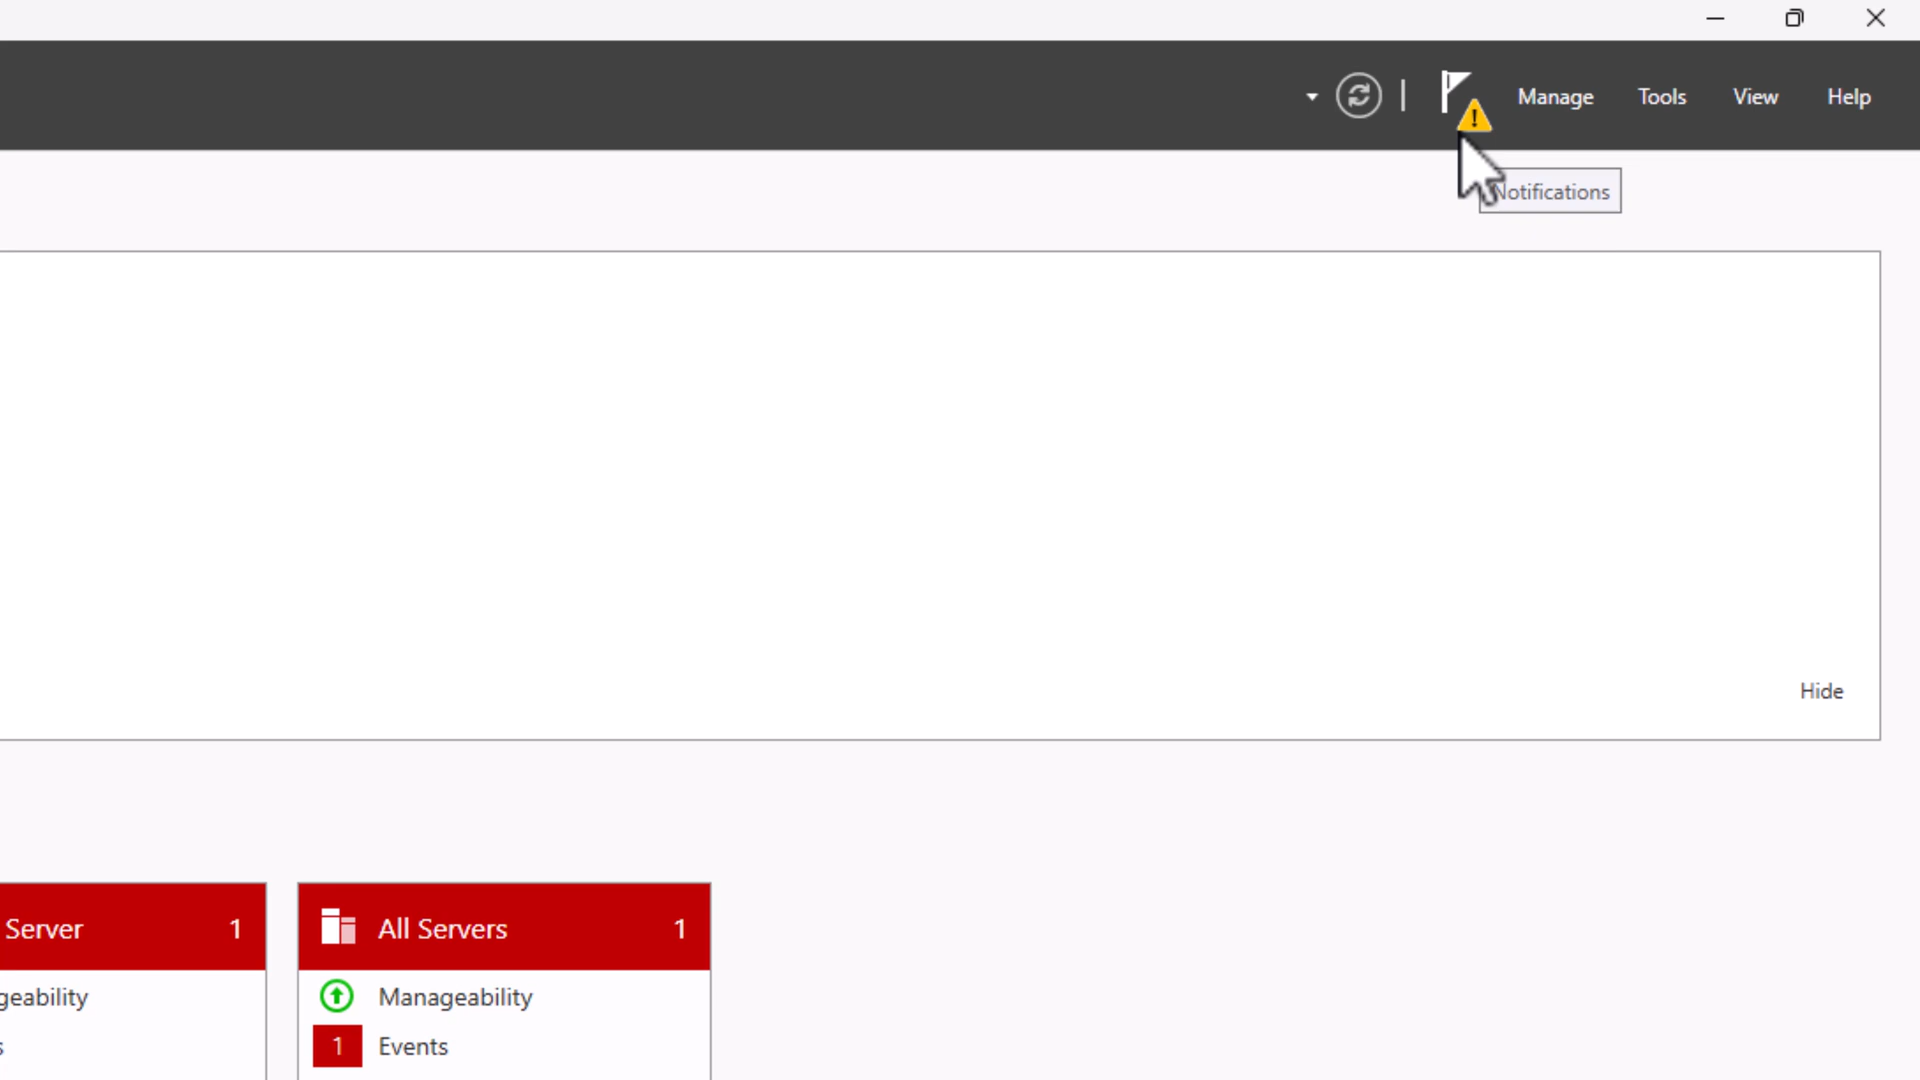 Manage Tools View Help
Notifications
Hide
Server 1
All Servers 1
geability
Manageability
s
1 Events